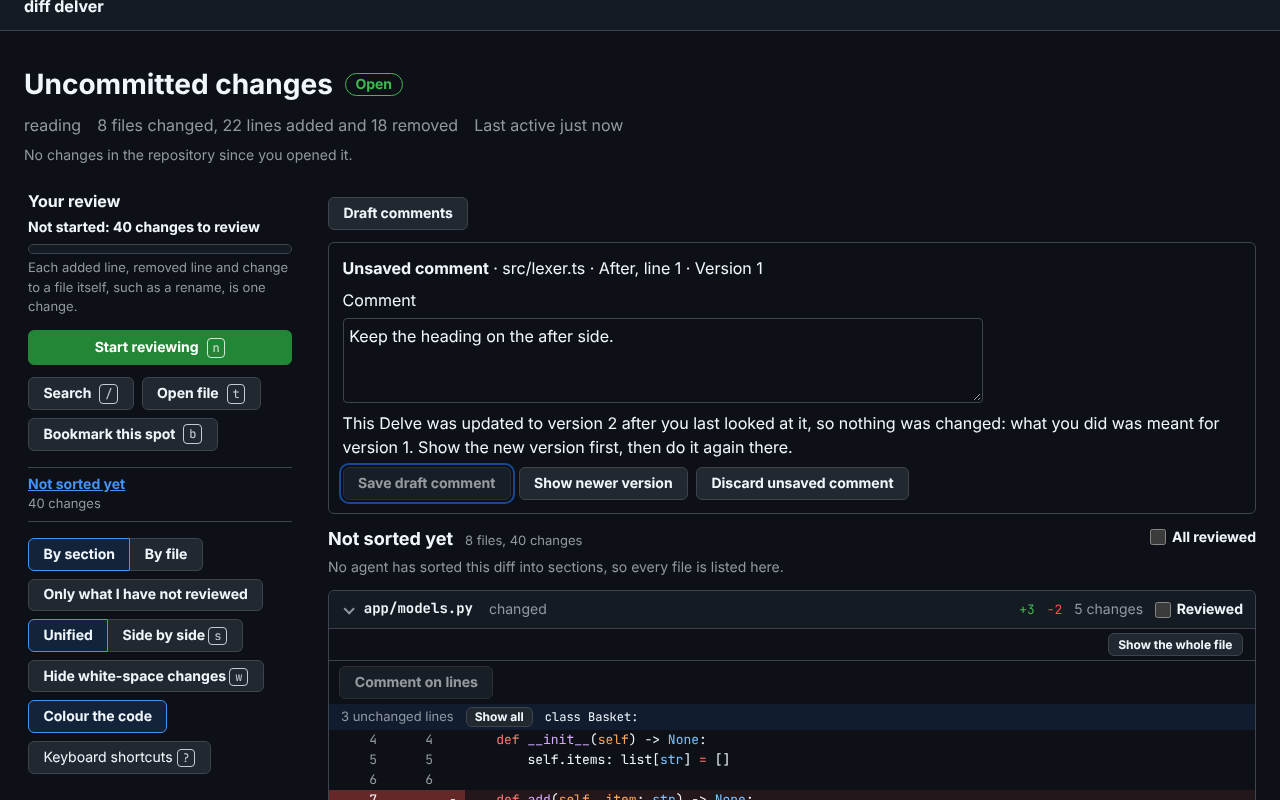 diff delver
Uncommitted changes Open
reading 8 files changed, 22 lines added and 18 removed Last active just now
No changes in the repository since you opened it.
Your review
Not started: 40 changes to review
Each added line, removed line and change
to a file itself, such as a rename, is one
change.
Start reviewing n
Search / Open file t
Bookmark this spot b
Not sorted yet
40 changes
By section By file
Only what I have not reviewed
Unified Side by side s
Hide white-space changes w
Colour the code
Keyboard shortcuts ?
Draft comments
Unsaved comment · src/lexer.ts · After, line 1 · Version 1
Comment
Keep the heading on the after side.
This Delve was updated to version 2 after you last looked at it, so nothing was changed: what you did was meant for
version 1. Show the new version first, then do it again there.
Save draft comment Show newer version Discard unsaved comment
Not sorted yet 8 files, 40 changes All reviewed
No agent has sorted this diff into sections, so every file is listed here.
app/models.py changed +3 -2 5 changes Reviewed
Show the whole file
Comment on lines
3 unchanged lines Show all class Basket:
4 4 def __init__(self) -> None:
5 5 self.items: list[str] = []
6 6
7 - def add(self, item: str) -> None: